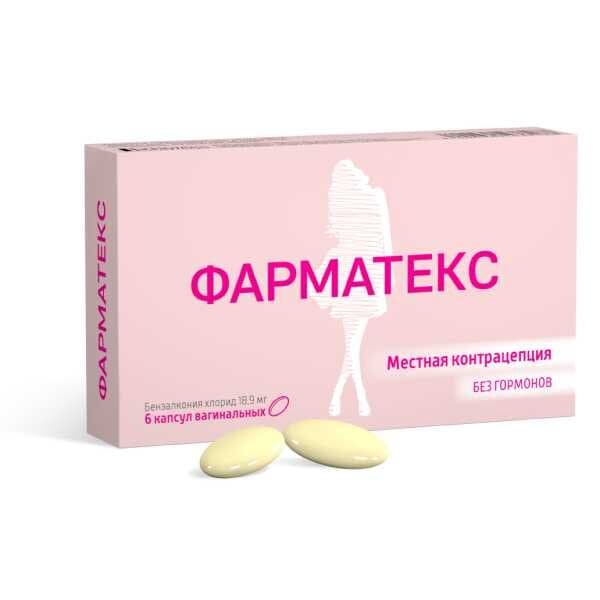 ФАРМАТЕКС
ФАРМАТЕКС
Местная контрацепция
БЕЗ ГОРМОНОВ
Бензалкония хлорид 18,9 мг
6 капсул вагинальных